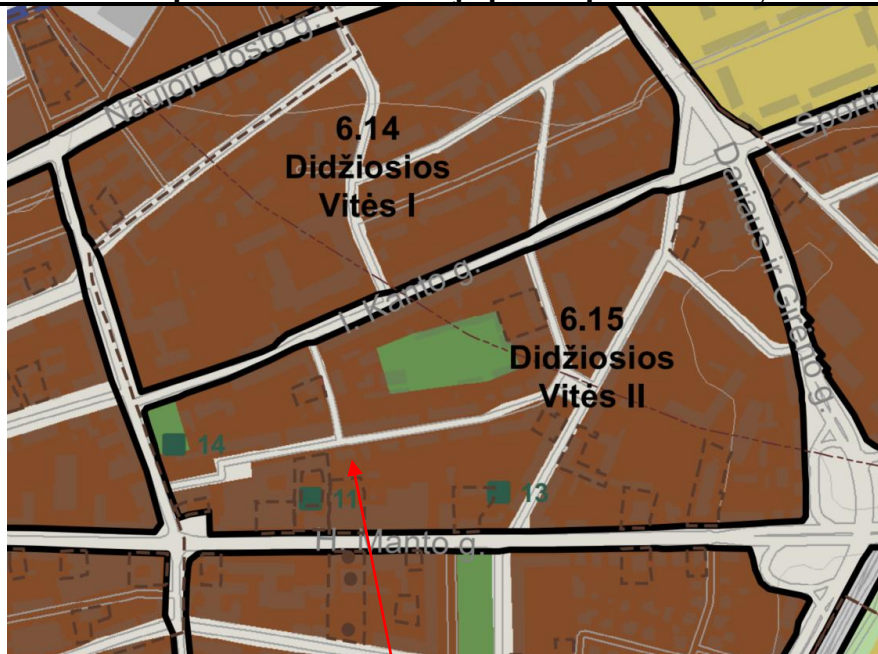 Naujoji Uosto g.
6.14
Didžiosios
Vitės I
Dariaus ir Girėno g.
I. Kanto g.
6.15
Didžiosios
Vitės II
14
11
13
H. Manto g.